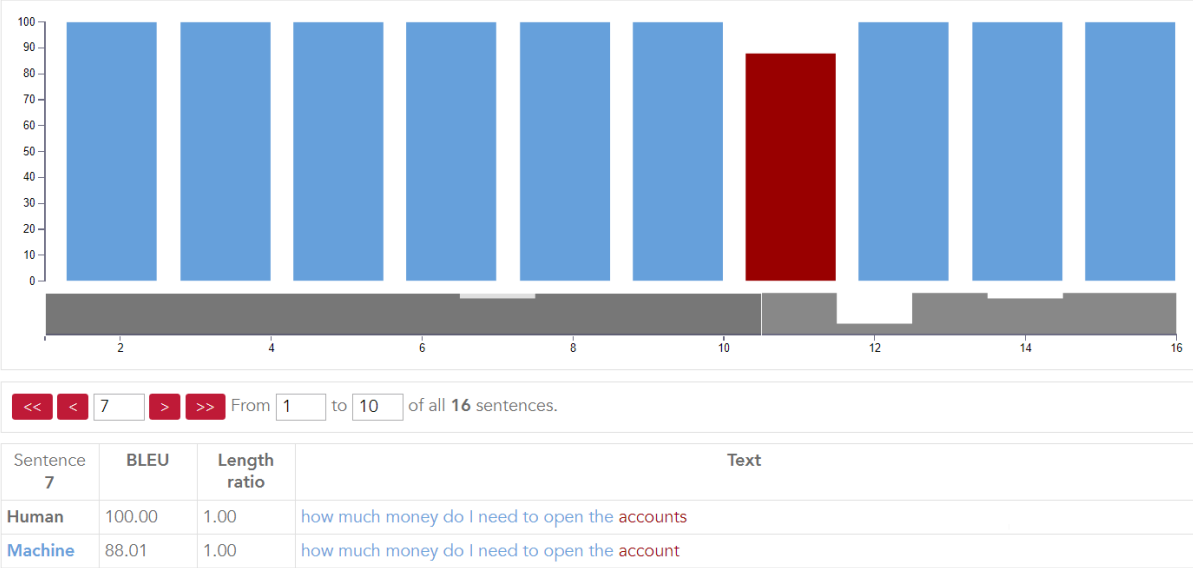 100
90
80
70
60
50
40
30
20
10
0
2 4 6 8 10 12 14 16
<< < 7 > >> From 1 to 10 of all 16 sentences.
Sentence 7 BLEU Length ratio Text
Human 100.00 1.00 how much money do I need to open the accounts
Machine 88.01 1.00 how much money do I need to open the account